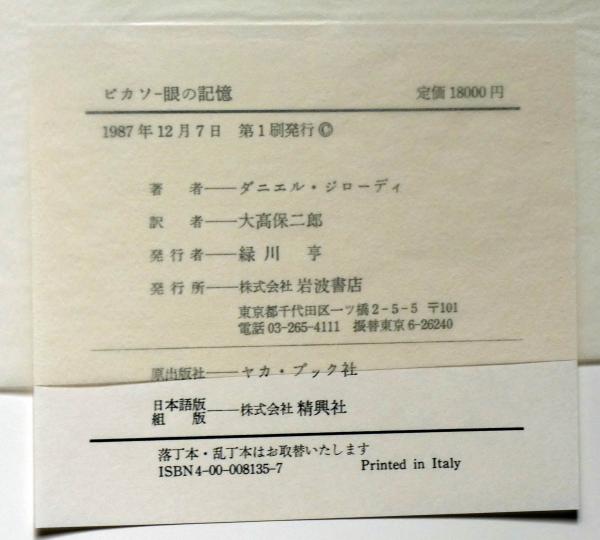 ピカソ-眼の記憶 定価18000円
1987年12月7日 第1刷発行©
著者——ダニエル・ジローディ
訳者——大高保二郎
発行者——緑川 亨
発行所——株式会社 岩波書店
東京都千代田区一ツ橋2-5-5 〒101
電話03-265-4111 振替東京6-26240
原出版社——ヤカ・ブック社
日本語版組版——株式会社 精興社
落丁本・乱丁本はお取替いたします
ISBN4-00-008135-7 Printed in Italy